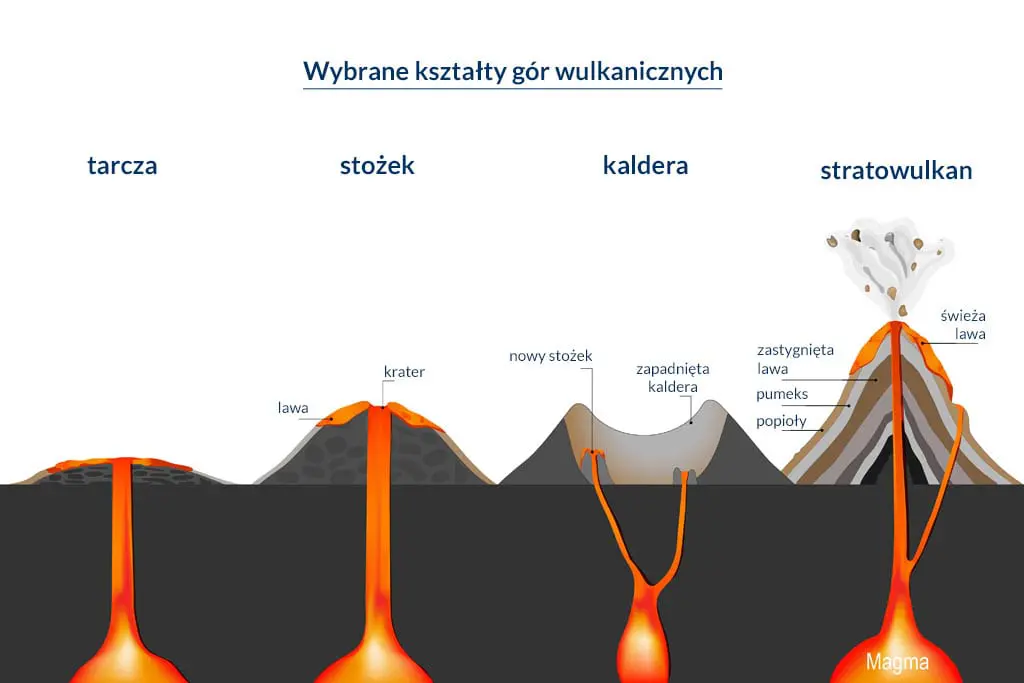 Wybrane kształty gór wulkanicznych
tarcza
stożek
kaldera
stratowulkan
lawa
krater
nowy stożek
zapadnięta
kaldera
świeża
lawa
zastygnięta
lawa
pumeks
popioły
Magma